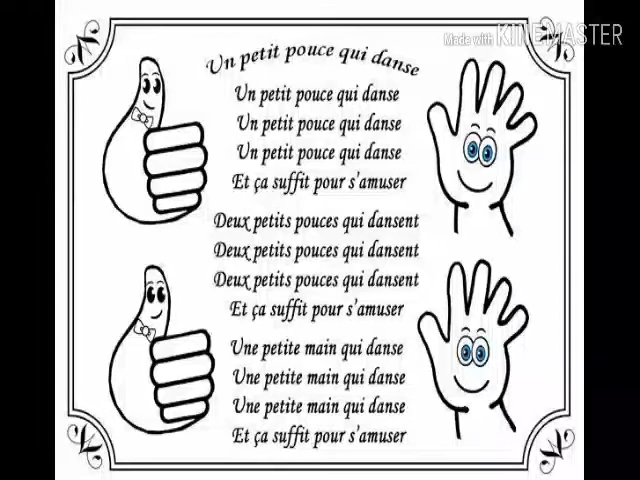 Made with KINEMASTER
Un petit pouce qui danse
Un petit pouce qui danse
Un petit pouce qui danse
Un petit pouce qui danse
Et ça suffit pour s'amuser
Deux petits pouces qui dansent
Deux petits pouces qui dansent
Deux petits pouces qui dansent
Et ça suffit pour s'amuser
Une petite main qui danse
Une petite main qui danse
Une petite main qui danse
Et ça suffit pour s'amuser